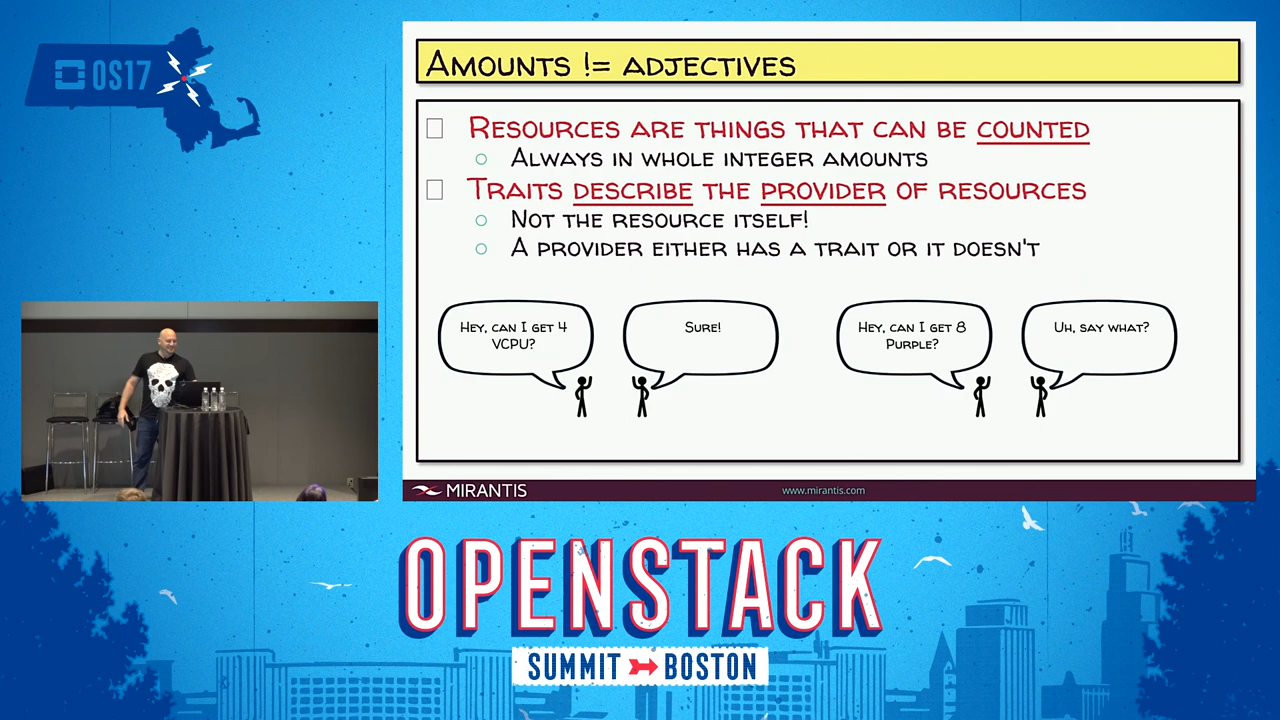 OS17
AMOUNTS != ADJECTIVES
RESOURCES ARE THINGS THAT CAN BE COUNTED
ALWAYS IN WHOLE INTEGER AMOUNTS
TRAITS DESCRIBE THE PROVIDER OF RESOURCES
NOT THE RESOURCE ITSELF!
A PROVIDER EITHER HAS A TRAIT OR IT DOESN'T
HEY, CAN I GET 4
VCPU?
SURE!
HEY, CAN I GET 8
PURPLE?
UH, SAY WHAT?
MIRANTIS
www.mirantis.com
OPENSTACK
SUMMIT BOSTON